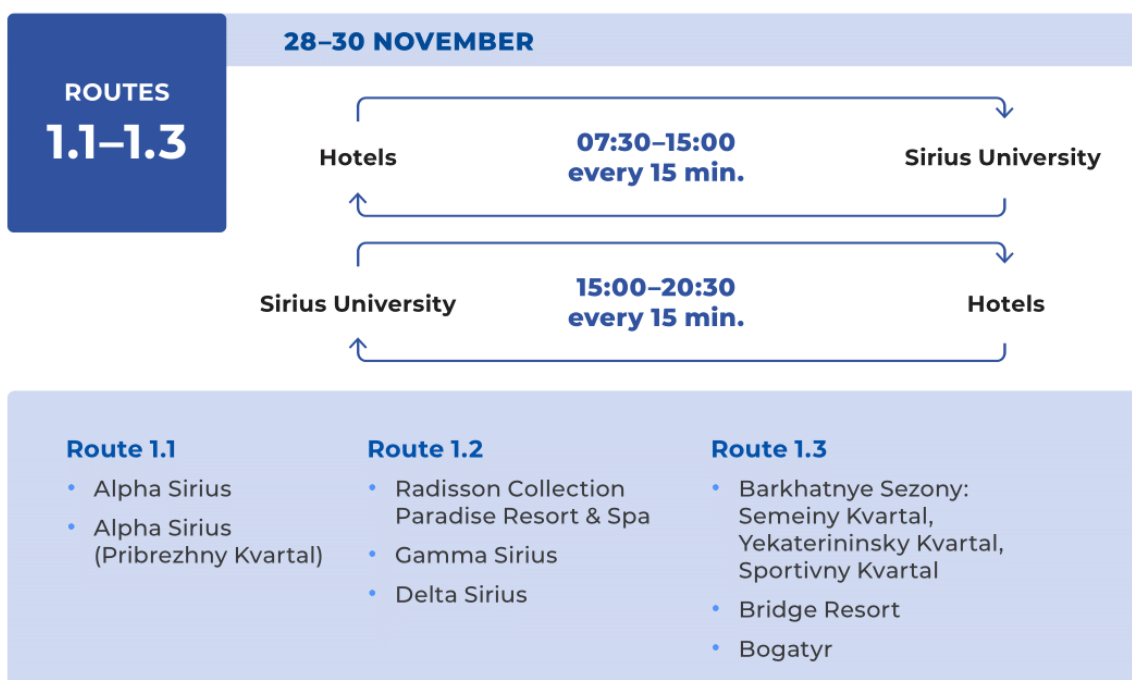 ROUTES
1.1–1.3
28–30 NOVEMBER
Hotels
07:30–15:00
every 15 min.
Sirius University
Sirius University
15:00–20:30
every 15 min.
Hotels
Route 1.1
• Alpha Sirius
• Alpha Sirius
(Pribrezhny Kvartal)
Route 1.2
• Radisson Collection
Paradise Resort & Spa
• Gamma Sirius
• Delta Sirius
Route 1.3
• Barkhatnye Sezony:
Semeiny Kvartal,
Yekaterininsky Kvartal,
Sportivny Kvartal
• Bridge Resort
• Bogatyr